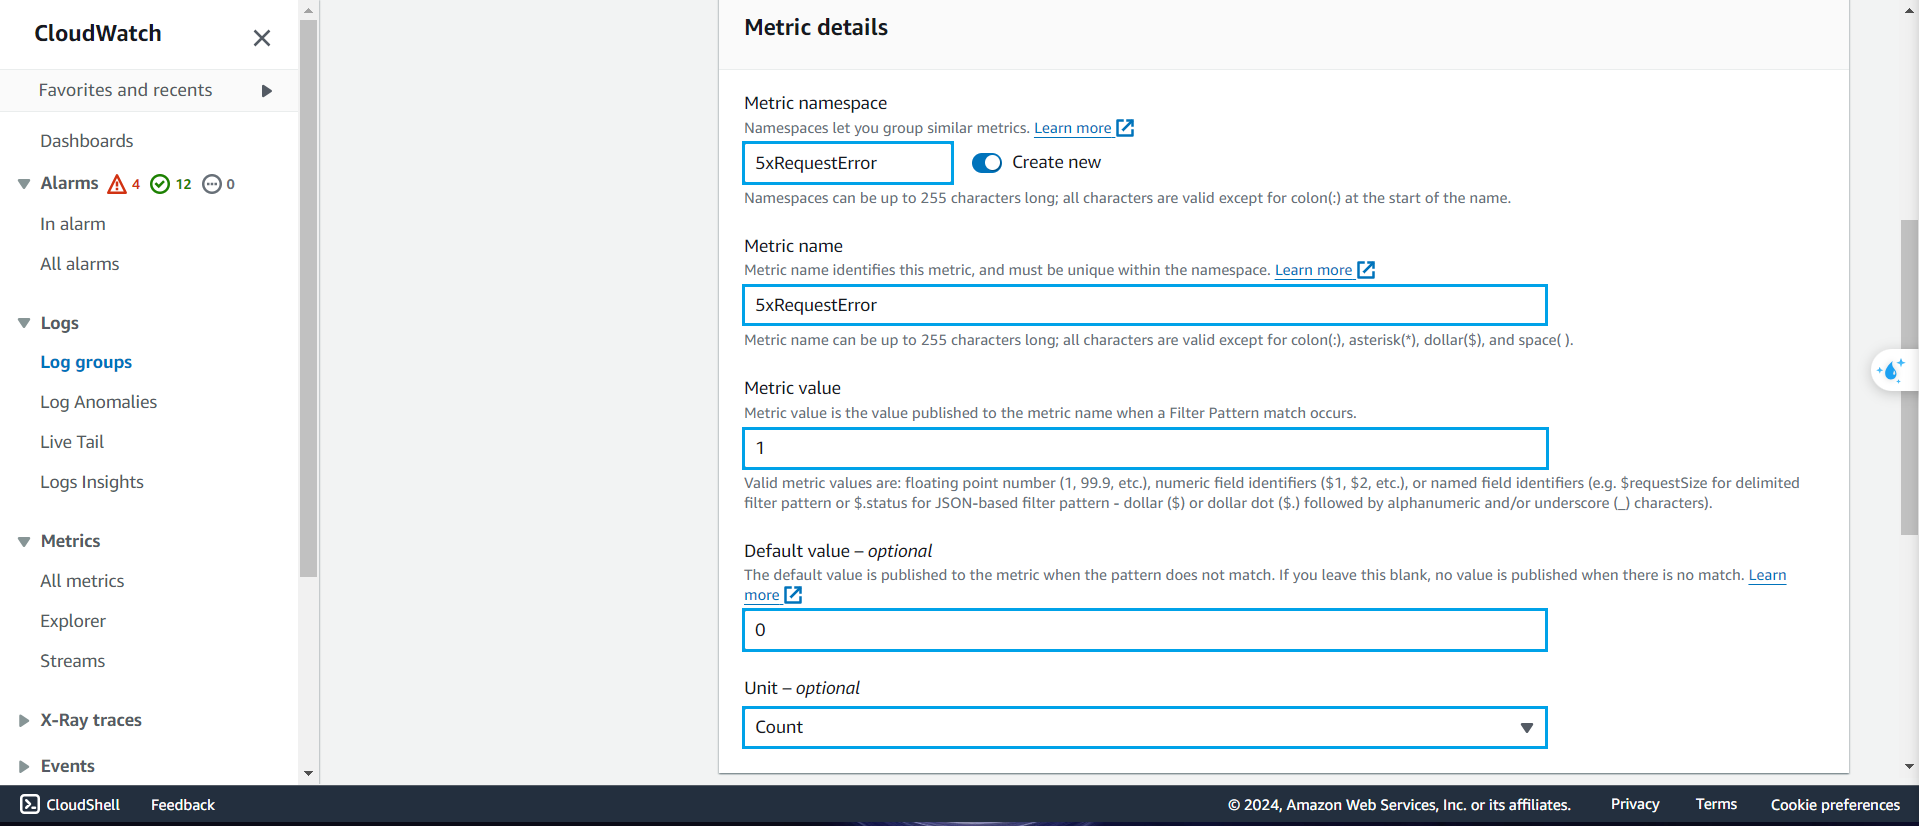 CloudWatch
Favorites and recents
Dashboards
Alarms 4 12 0
In alarm
All alarms
Logs
Log groups
Log Anomalies
Live Tail
Logs Insights
Metrics
All metrics
Explorer
Streams
X-Ray traces
Events
Metric details
Metric namespace
Namespaces let you group similar metrics. Learn more
5xRequestError
Create new
Namespaces can be up to 255 characters long; all characters are valid except for colon(:) at the start of the name.
Metric name
Metric name identifies this metric, and must be unique within the namespace. Learn more
5xRequestError
Metric name can be up to 255 characters long; all characters are valid except for colon(:), asterisk(*), dollar($), and space( ).
Metric value
Metric value is the value published to the metric name when a Filter Pattern match occurs.
1
Valid metric values are: floating point number (1, 99.9, etc.), numeric field identifiers ($1, $2, etc.), or named field identifiers (e.g. $requestSize for delimited
filter pattern or $.status for JSON-based filter pattern - dollar ($) or dollar dot ($.) followed by alphanumeric and/or underscore (_) characters).
Default value – optional
The default value is published to the metric when the pattern does not match. If you leave this blank, no value is published when there is no match. Learn
more
0
Unit – optional
Count
CloudShell
Feedback
© 2024, Amazon Web Services, Inc. or its affiliates.
Privacy
Terms
Cookie preferences